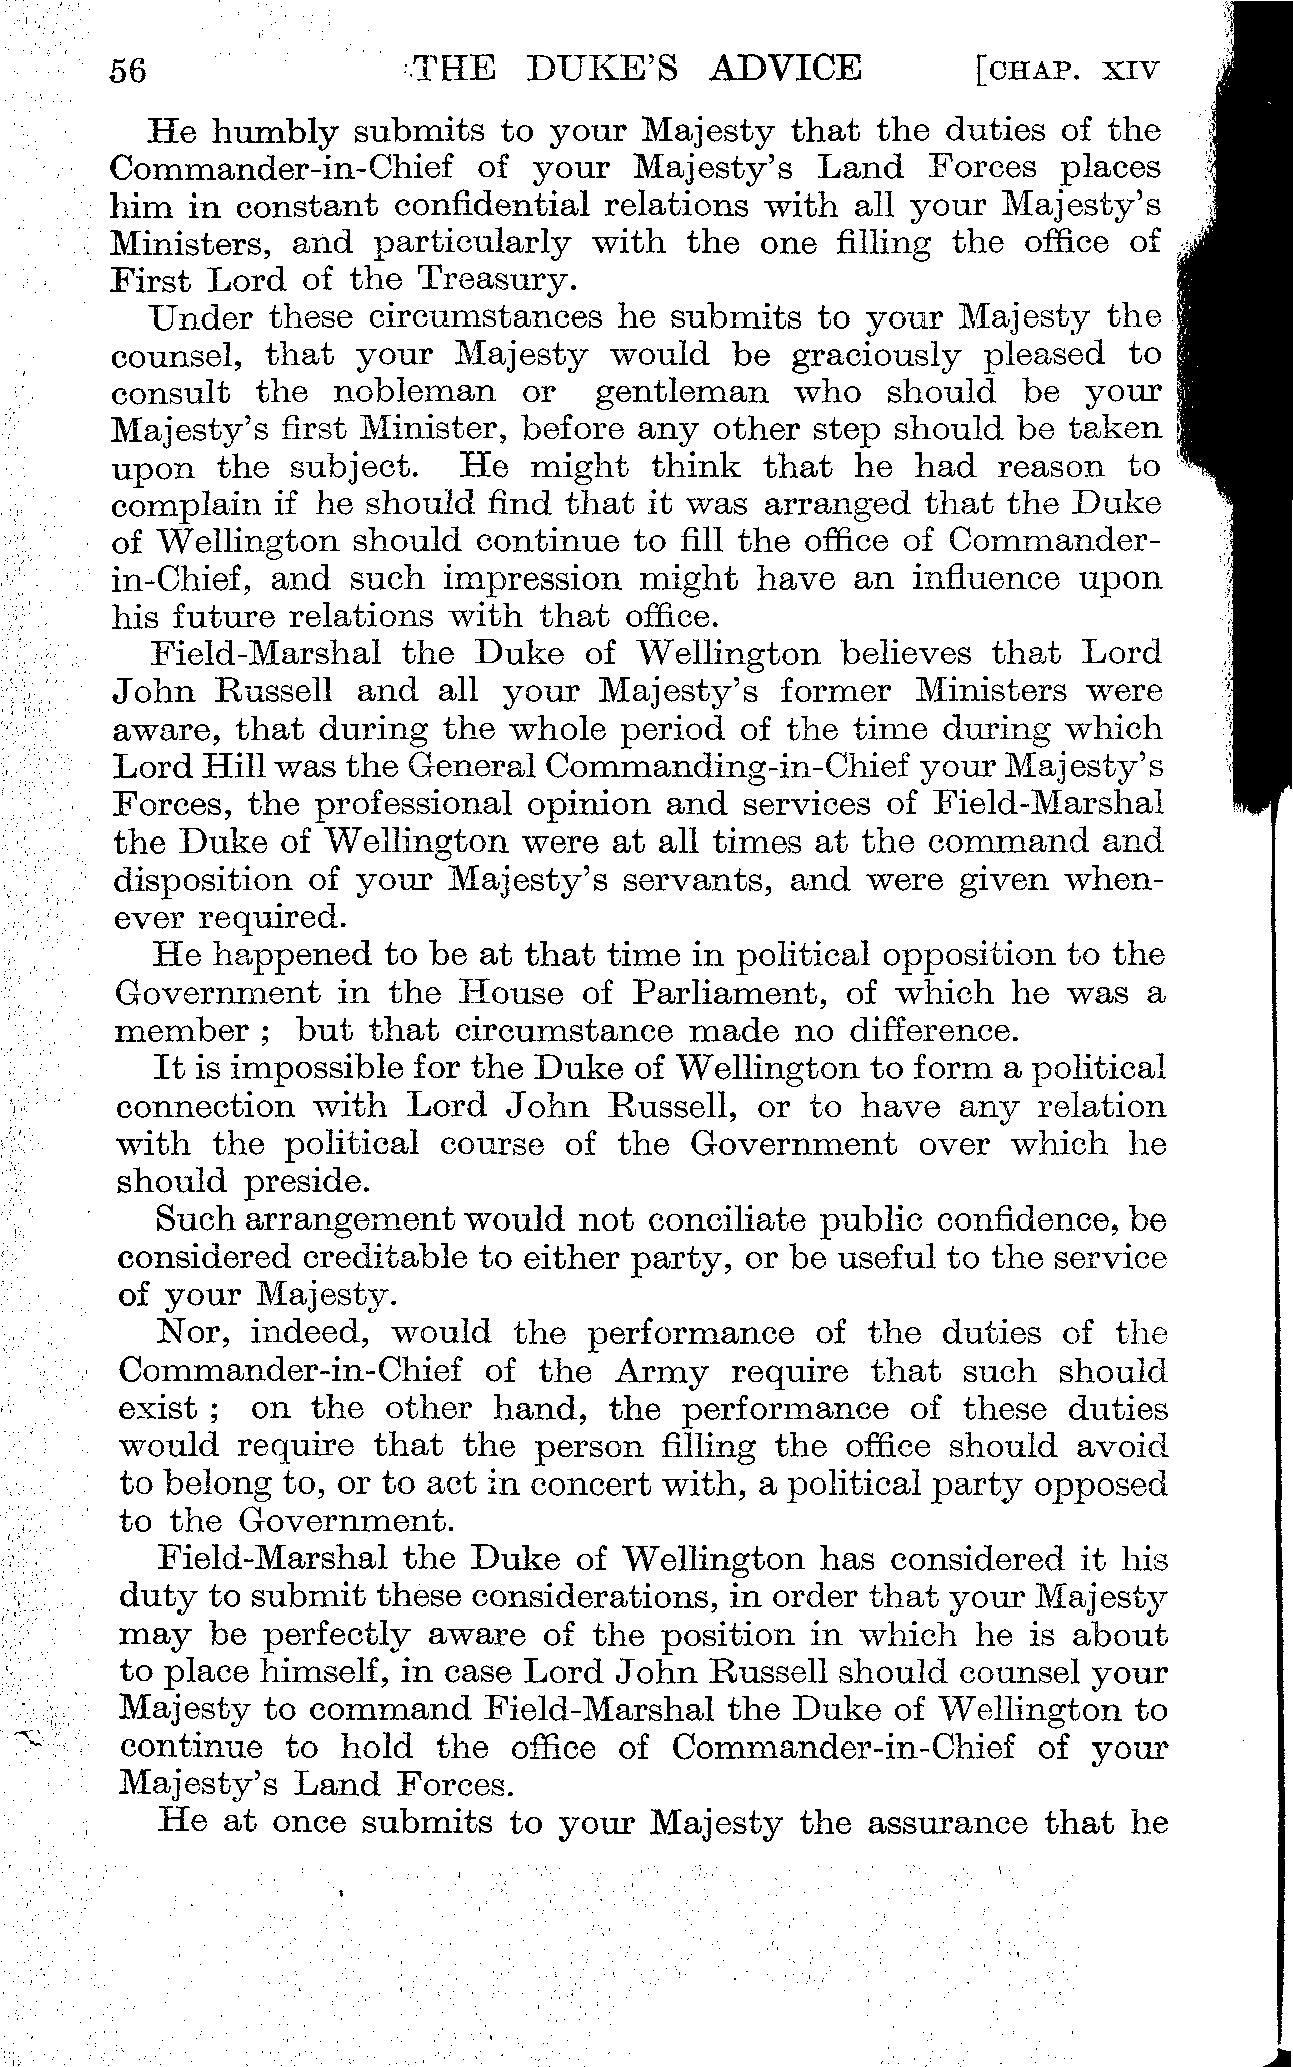 56 THE DUKE'S ADVICE [CHAP. XIV
He humbly submits to your Majesty that the duties of the
Commander-in-Chief of your Majesty's Land Forces places
him in constant confidential relations with all your Majesty's
Ministers, and particularly with the one filling the office of
First Lord of the Treasury.
Under these circumstances he submits to your Majesty the
counsel, that your Majesty would be graciously pleased to
consult the nobleman or gentleman who should be your
Majesty's first Minister, before any other step should be taken
upon the subject. He might think that he had reason to
complain if he should find that it was arranged that the Duke
of Wellington should continue to fill the office of Commander-
in-Chief, and such impression might have an influence upon
his future relations with that office.
Field-Marshal the Duke of Wellington believes that Lord
John Russell and all your Majesty's former Ministers were
aware, that during the whole period of the time during which
Lord Hill was the General Commanding-in-Chief your Majesty's
Forces, the professional opinion and services of Field-Marshal
the Duke of Wellington were at all times at the command and
disposition of your Majesty's servants, and were given when-
ever required.
He happened to be at that time in political opposition to the
Government in the House of Parliament, of which he was a
member ; but that circumstance made no difference.
It is impossible for the Duke of Wellington to form a political
connection with Lord John Russell, or to have any relation
with the political course of the Government over which he
should preside.
Such arrangement would not conciliate public confidence, be
considered creditable to either party, or be useful to the service
of your Majesty.
Nor, indeed, would the performance of the duties of the
Commander-in-Chief of the Army require that such should
exist ; on the other hand, the performance of these duties
would require that the person filling the office should avoid
to belong to, or to act in concert with, a political party opposed
to the Government.
Field-Marshal the Duke of Wellington has considered it his
duty to submit these considerations, in order that your Majesty
may be perfectly aware of the position in which he is about
to place himself, in case Lord John Russell should counsel your
Majesty to command Field-Marshal the Duke of Wellington to
continue to hold the office of Commander-in-Chief of your
Majesty's Land Forces.
He at once submits to your Majesty the assurance that he